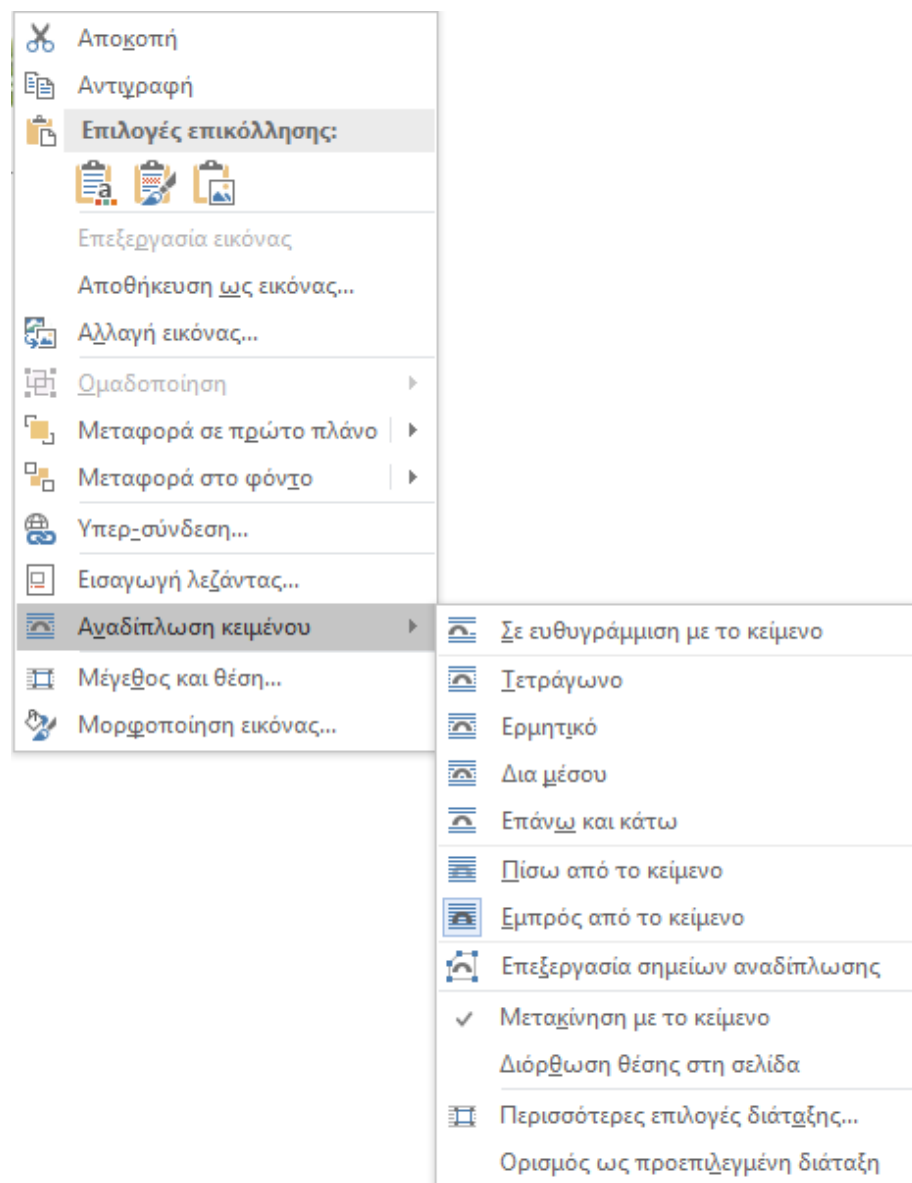 Αποκοπή
Αντιγραφή
Επιλογές επικόλλησης:
Επεξεργασία εικόνας
Αποθήκευση ως εικόνας...
Αλλαγή εικόνας...
Ομαδοποίηση
Μεταφορά σε πρώτο πλάνο
Μεταφορά στο φόντο
Υπερ-σύνδεση...
Εισαγωγή λεζάντας...
Αναδίπλωση κειμένου
Μέγεθος και θέση...
Μορφοποίηση εικόνας...
Σε ευθυγράμμιση με το κείμενο
Τετράγωνο
Ερμητικό
Δια μέσου
Επάνω και κάτω
Πίσω από το κείμενο
Εμπρός από το κείμενο
Επεξεργασία σημείων αναδίπλωσης
Μετακίνηση με το κείμενο
Διόρθωση θέσης στη σελίδα
Περισσότερες επιλογές διάταξης...
Ορισμός ως προεπιλεγμένη διάταξη